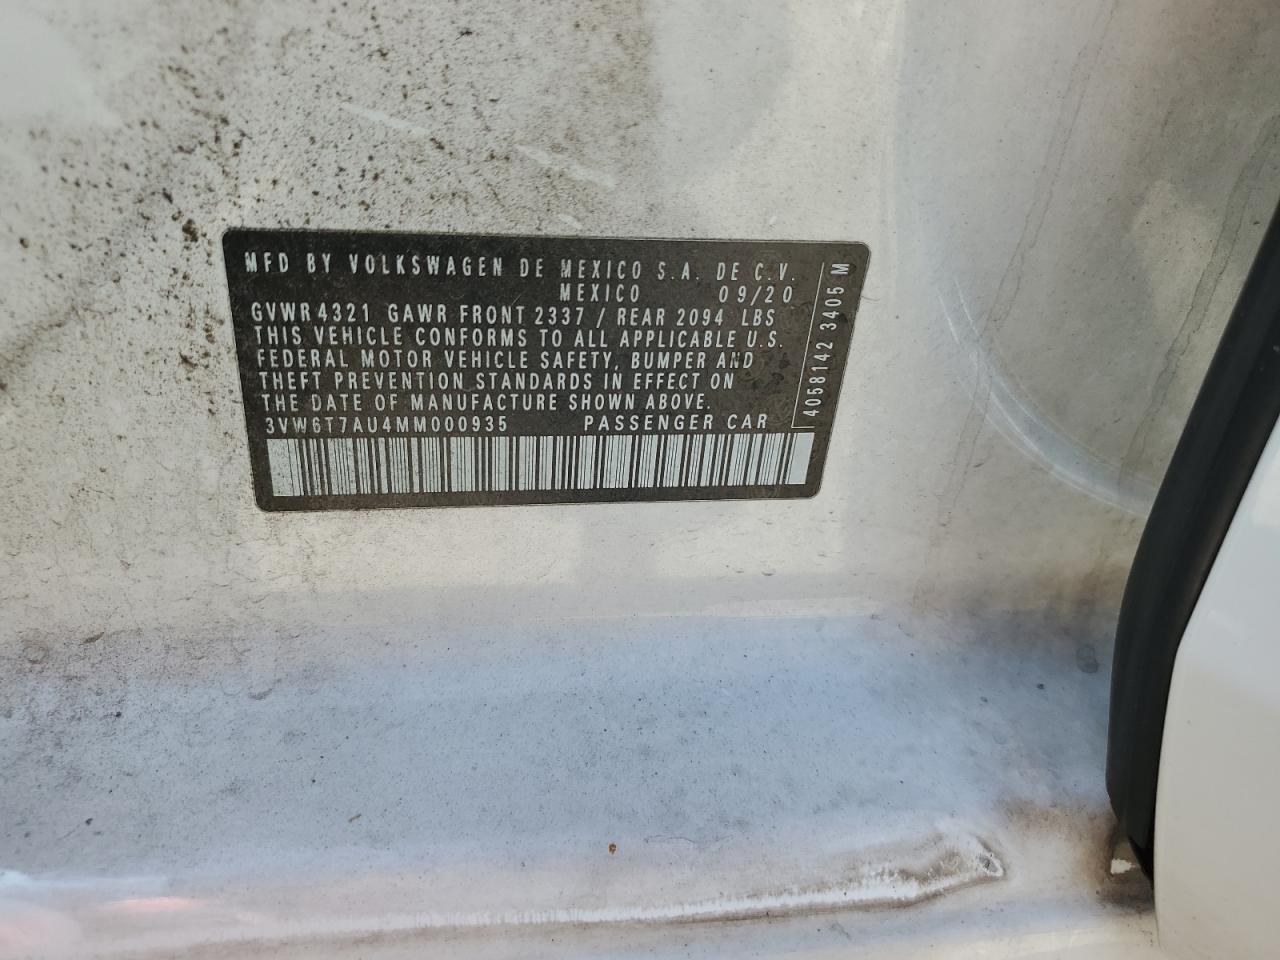 MFD BY VOLKSWAGEN DE MEXICO S.A. DE C.V.
MEXICO 09/20
GVWR 4321 GAWR FRONT 2337 / REAR 2094 LBS
THIS VEHICLE CONFORMS TO ALL APPLICABLE U.S.
FEDERAL MOTOR VEHICLE SAFETY, BUMPER AND
THEFT PREVENTION STANDARDS IN EFFECT ON
THE DATE OF MANUFACTURE SHOWN ABOVE.
3VW6T7AU4MM000935 PASSENGER CAR
4058142 3405 M